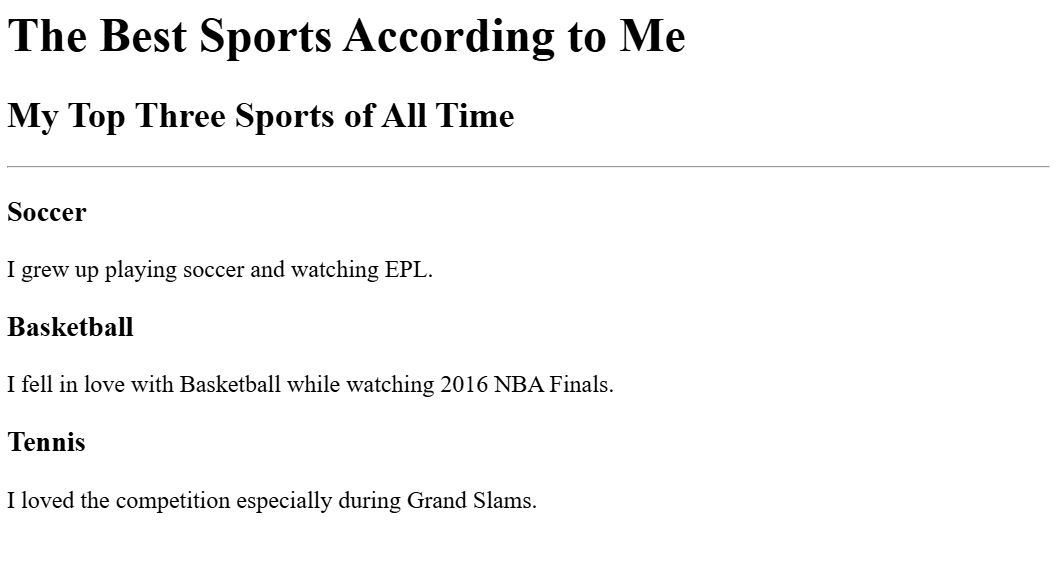 The Best Sports According to Me
My Top Three Sports of All Time
Soccer
I grew up playing soccer and watching EPL.
Basketball
I fell in love with Basketball while watching 2016 NBA Finals.
Tennis
I loved the competition especially during Grand Slams.